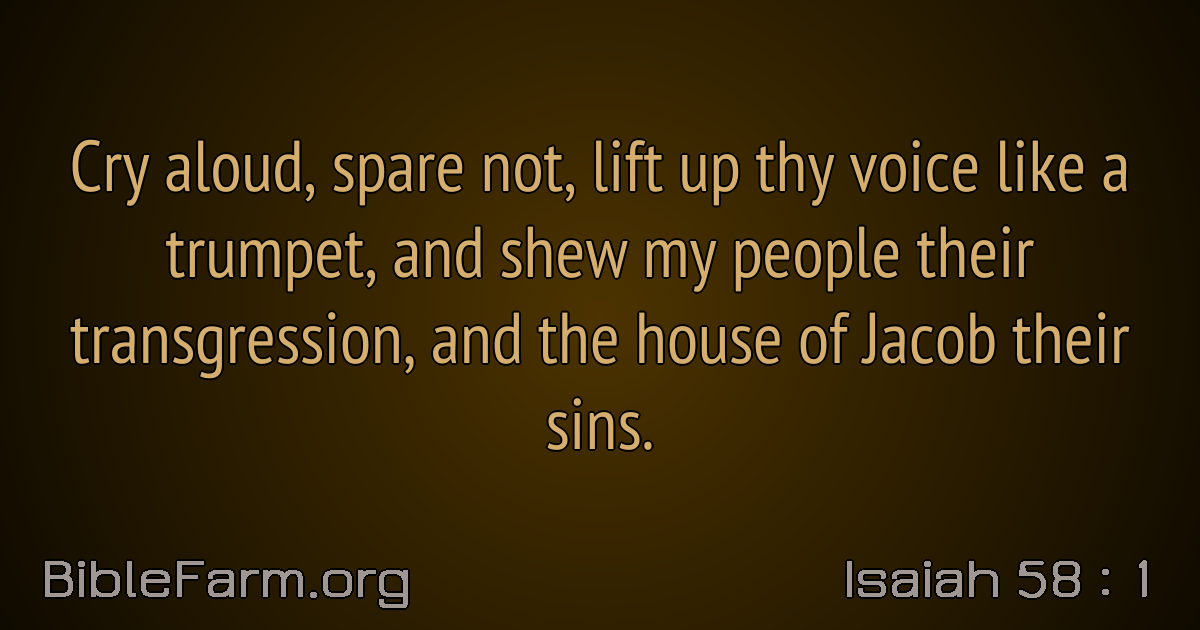 Cry aloud, spare not, lift up thy voice like a
trumpet, and shew my people their
transgression, and the house of Jacob their
sins.
BibleFarm.org
Isaiah 58 : 1